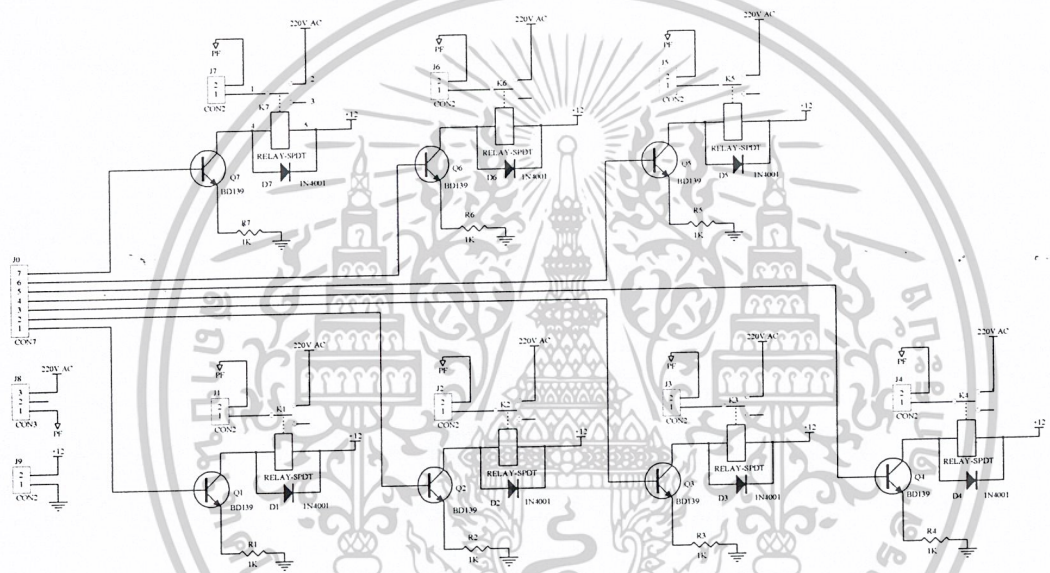 220V AC
PF
J7
2
1
CON2
1
2
3
K7
4
5
+12
RELAY-SPDT
Q7
BD139
D7
1N4001
R7
1K
220V AC
PF
J6
2
1
CON2
K6
+12
RELAY-SPDT
Q6
BD139
D6
1N4001
R6
1K
220V AC
PF
J5
2
1
CON2
K5
+12
RELAY-SPDT
Q5
BD139
D5
1N4001
R5
1K
J0
7
6
5
4
3
2
1
CON7
J8
220V AC
3
2
1
CON3
PF
J9
+12
2
1
CON2
220V AC
PF
J1
2
1
CON2
K1
+12
RELAY-SPDT
Q1
BD139
D1
1N4001
R1
1K
220V AC
PF
J2
2
1
CON2
K2
+12
RELAY-SPDT
Q2
BD139
D2
1N4001
R2
1K
220V AC
PF
J3
2
1
CON2
K3
+12
RELAY-SPDT
Q3
BD139
D3
1N4001
R3
1K
220V AC
PF
J4
2
1
CON2
K4
+12
RELAY-SPDT
Q4
BD139
D4
1N4001
R4
1K